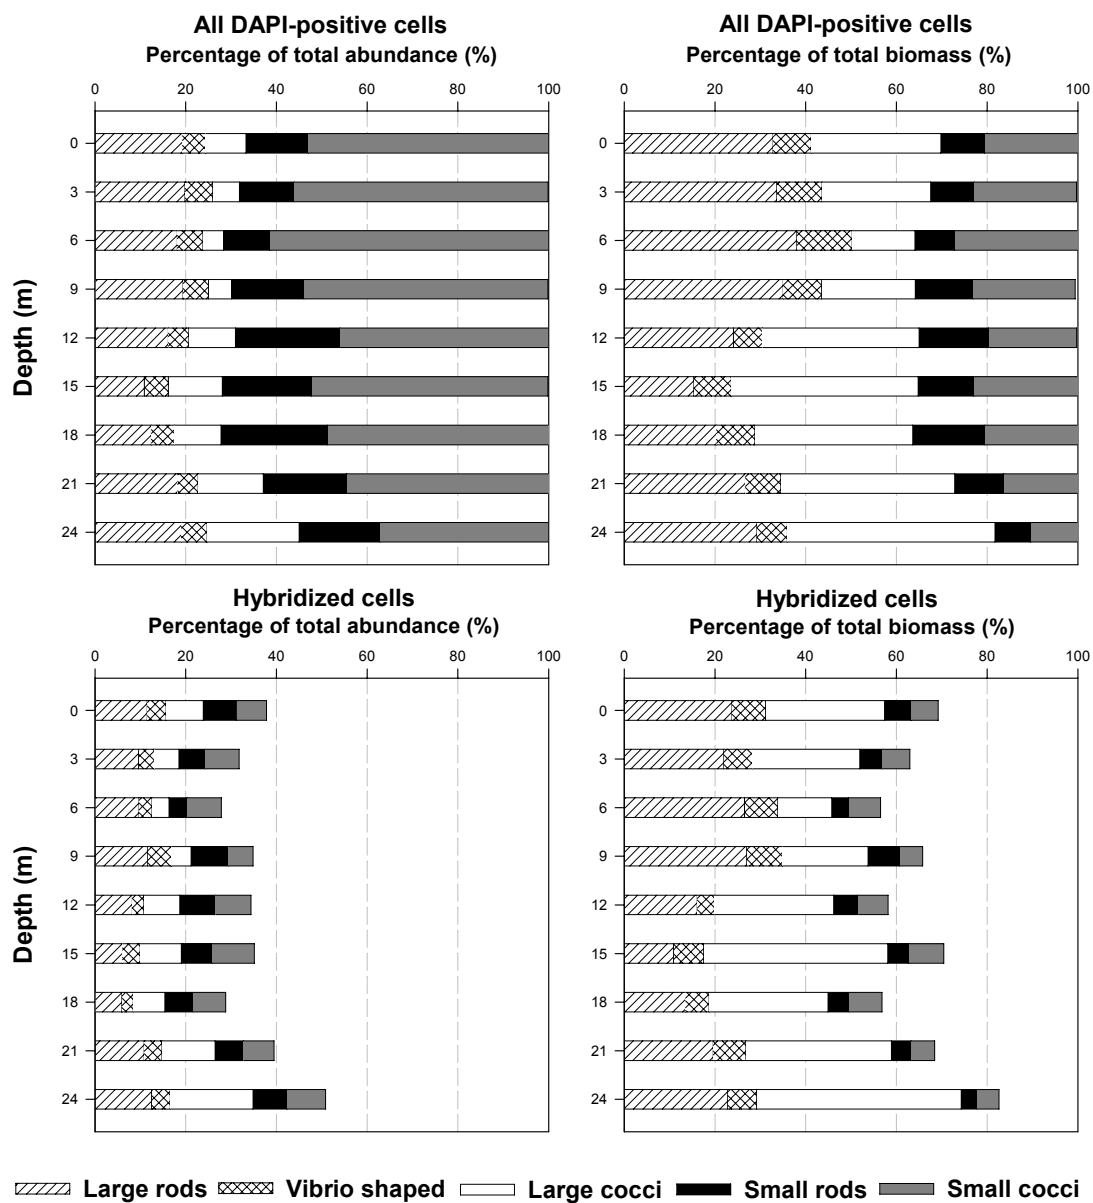 All DAPI-positive cells
Percentage of total abundance (%)
0 20 40 60 80 100
Depth (m)
0
3
6
9
12
15
18
21
24
All DAPI-positive cells
Percentage of total biomass (%)
0 20 40 60 80 100
0
3
6
9
12
15
18
21
24
Hybridized cells
Percentage of total abundance (%)
0 20 40 60 80 100
Depth (m)
0
3
6
9
12
15
18
21
24
Hybridized cells
Percentage of total biomass (%)
0 20 40 60 80 100
0
3
6
9
12
15
18
21
24
Large rods Vibrio shaped Large cocci Small rods Small cocci